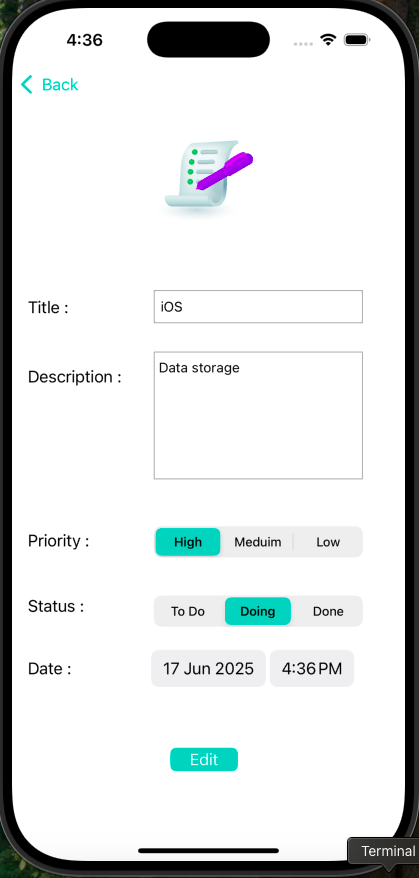 4:36
Back
Title : iOS
Description : Data storage
Priority : High Meduim Low
Status : To Do Doing Done
Date : 17 Jun 2025 4:36 PM
Edit
Terminal